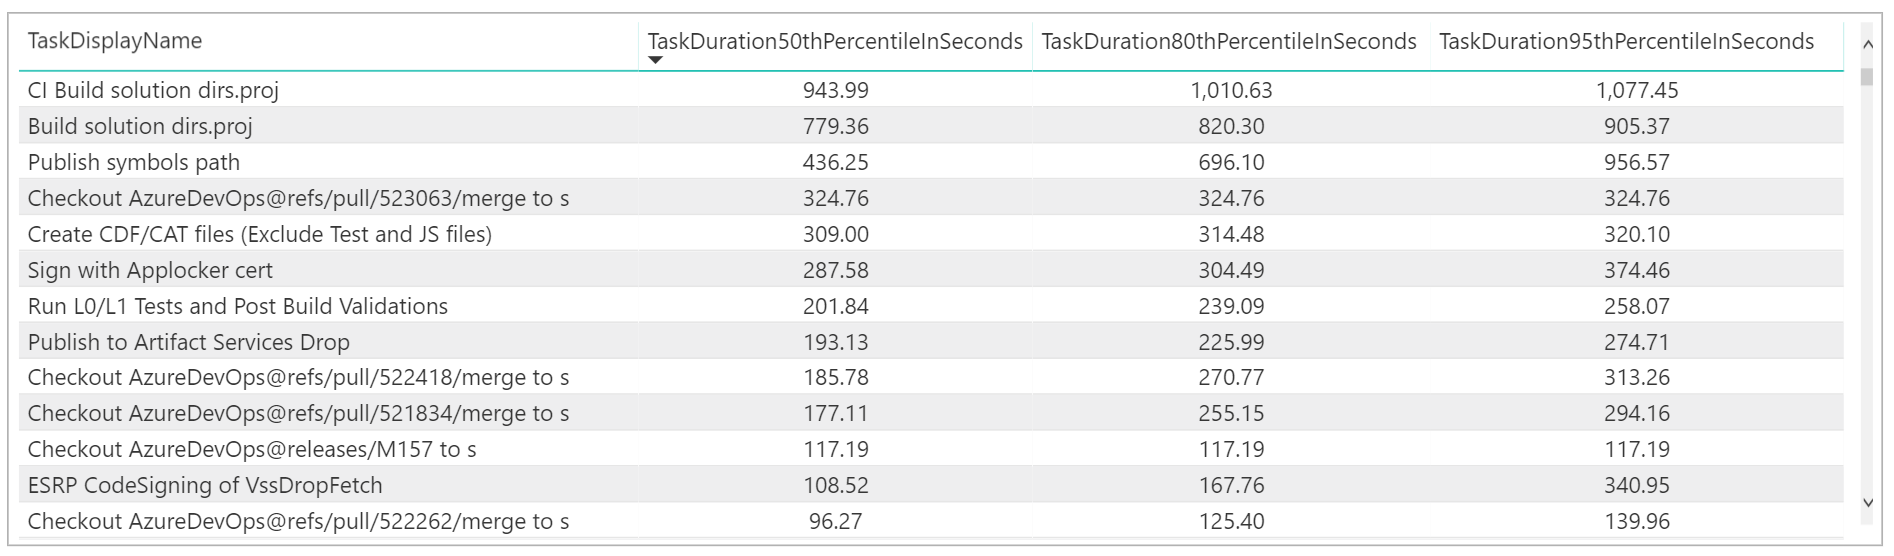 TaskDisplayName TaskDuration50thPercentileInSeconds TaskDuration80thPercentileInSeconds TaskDuration95thPercentileInSeconds
CI Build solution dirs.proj 943.99 1,010.63 1,077.45
Build solution dirs.proj 779.36 820.30 905.37
Publish symbols path 436.25 696.10 956.57
Checkout AzureDevOps@refs/pull/523063/merge to s 324.76 324.76 324.76
Create CDF/CAT files (Exclude Test and JS files) 309.00 314.48 320.10
Sign with Applocker cert 287.58 304.49 374.46
Run L0/L1 Tests and Post Build Validations 201.84 239.09 258.07
Publish to Artifact Services Drop 193.13 225.99 274.71
Checkout AzureDevOps@refs/pull/522418/merge to s 185.78 270.77 313.26
Checkout AzureDevOps@refs/pull/521834/merge to s 177.11 255.15 294.16
Checkout AzureDevOps@releases/M157 to s 117.19 117.19 117.19
ESRP CodeSigning of VssDropFetch 108.52 167.76 340.95
Checkout AzureDevOps@refs/pull/522262/merge to s 96.27 125.40 139.96